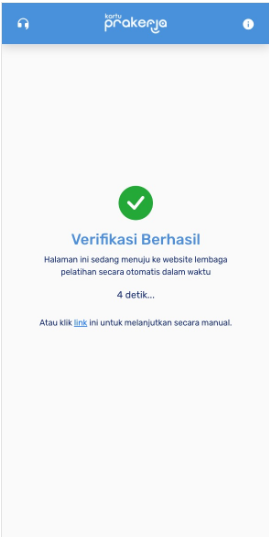 kartu
prakerja
Verifikasi Berhasil
Halaman ini sedang menuju ke website lembaga
pelatihan secara otomatis dalam waktu
4 detik...
Atau klik link ini untuk melanjutkan secara manual.